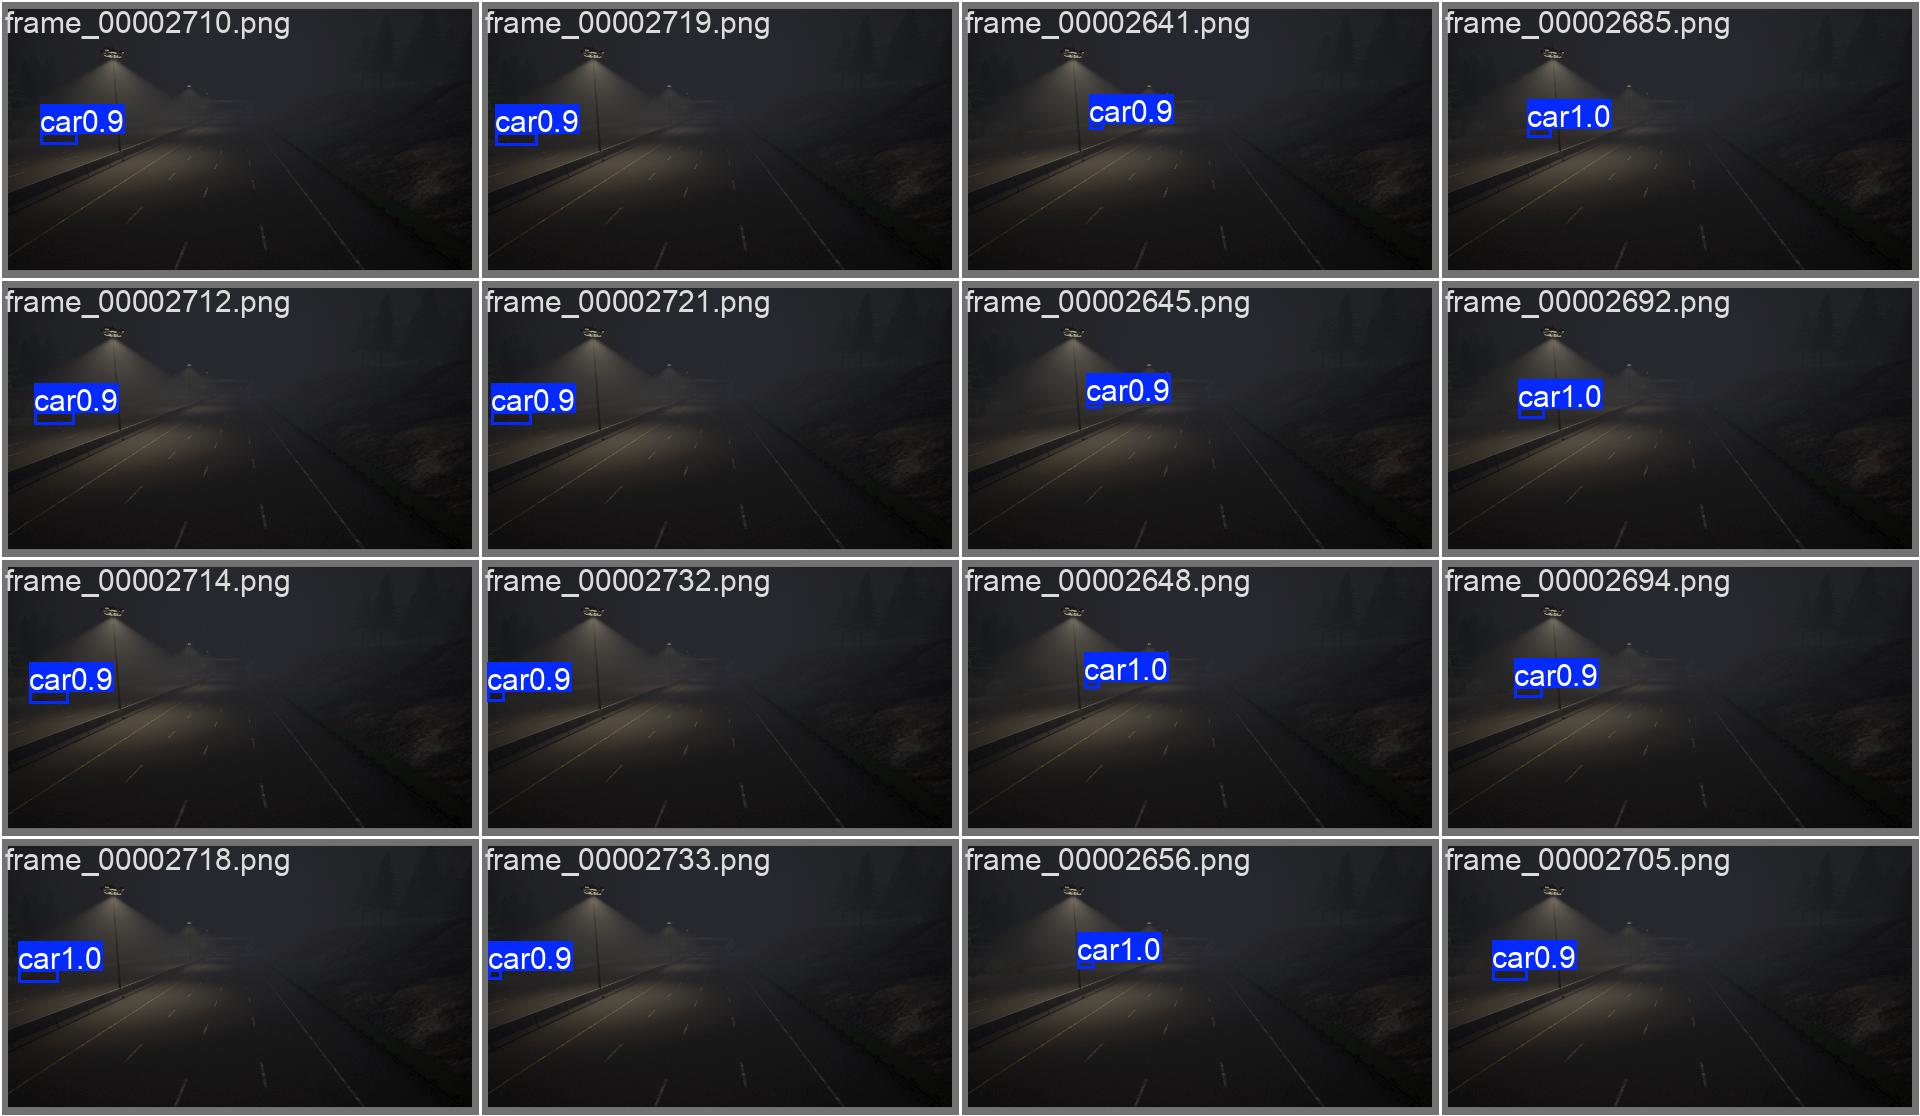 frame_00002710.png
car0.9
frame_00002719.png
car0.9
frame_00002641.png
car0.9
frame_00002685.png
car1.0
frame_00002712.png
car0.9
frame_00002721.png
car0.9
frame_00002645.png
car0.9
frame_00002692.png
car1.0
frame_00002714.png
car0.9
frame_00002732.png
car0.9
frame_00002648.png
car1.0
frame_00002694.png
car0.9
frame_00002718.png
car1.0
frame_00002733.png
car0.9
frame_00002656.png
car1.0
frame_00002705.png
car0.9